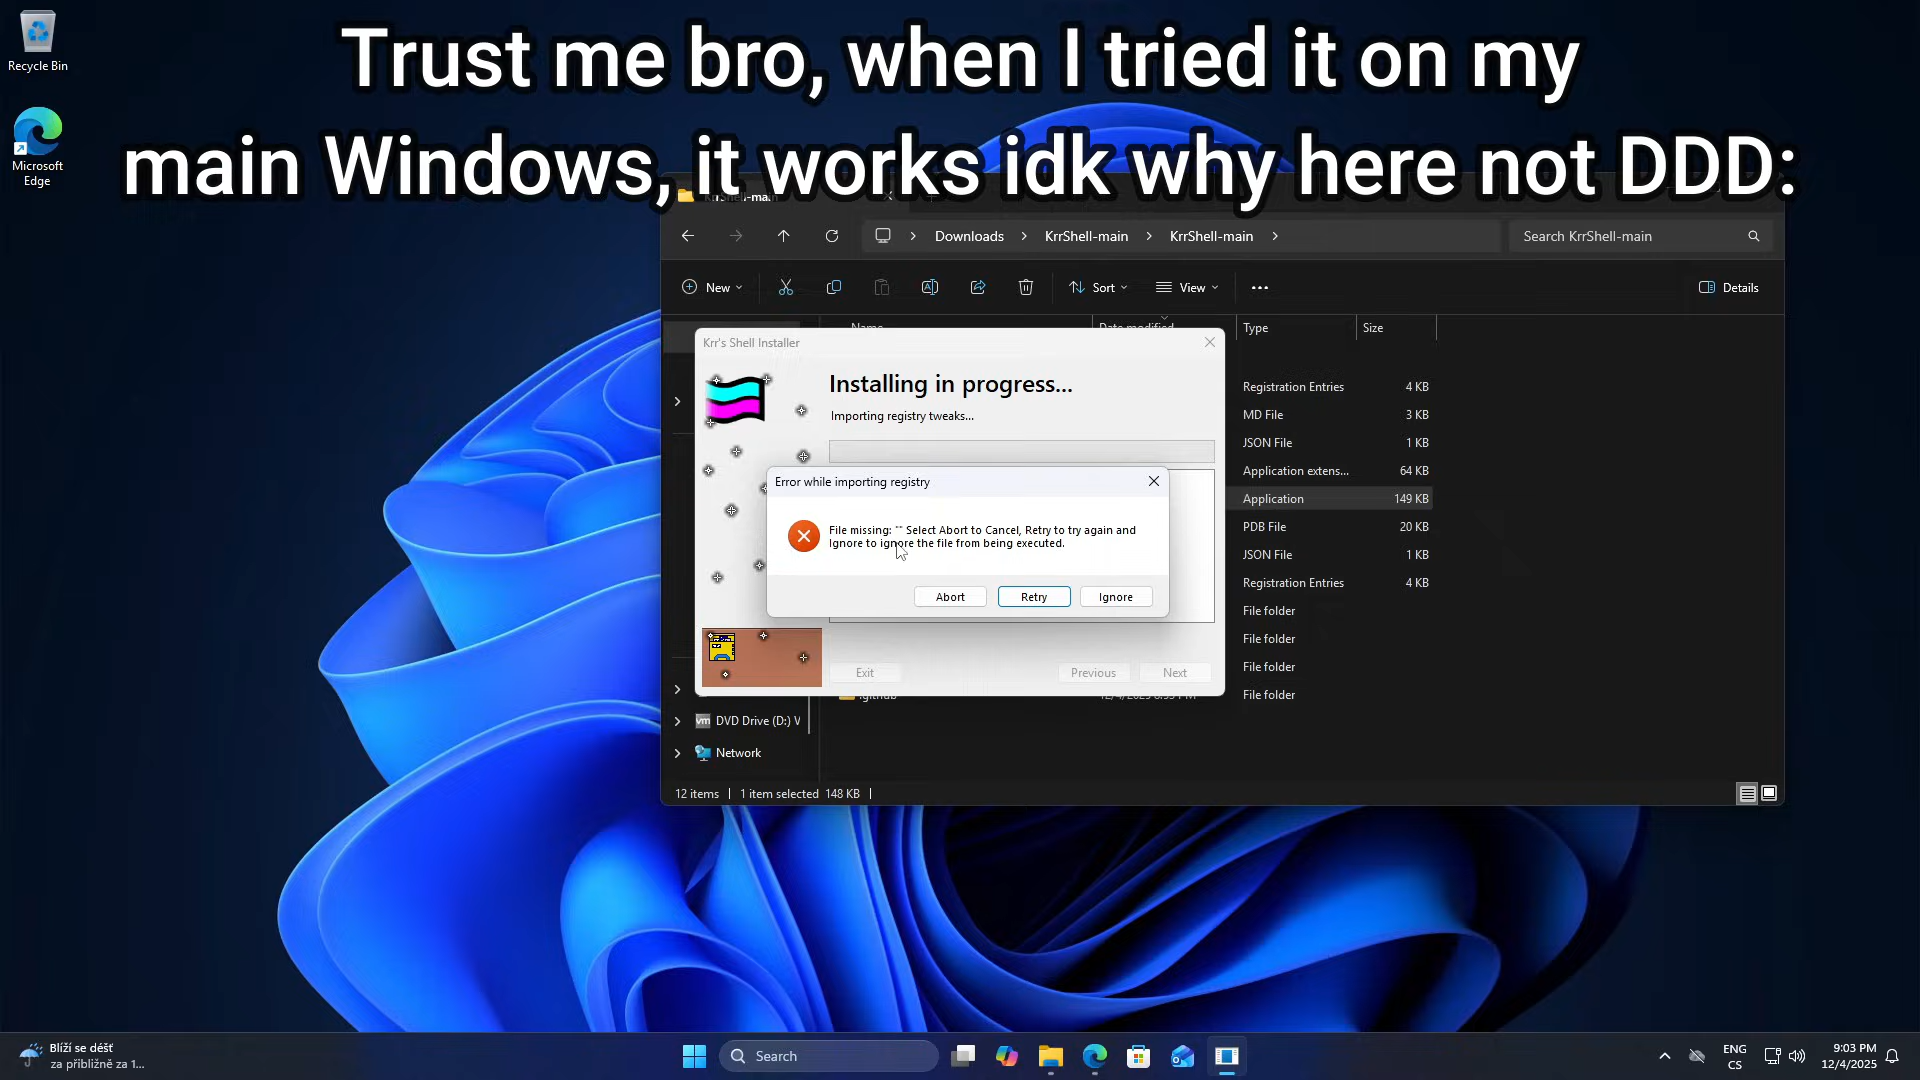 Trust me bro, when I tried it on my
main Windows, it works idk why here not DDD:
Recycle Bin
Microsoft
Edge
Downloads
KrrShell-main
KrrShell-main
Search KrrShell-main
New
Sort
View
Details
Name
Date modified
Type
Size
Krr's Shell Installer
Installing in progress...
Importing registry tweaks...
Error while importing registry
File missing: "" Select Abort to Cancel, Retry to try again and
Ignore to ignore the file from being executed.
Abort
Retry
Ignore
Exit
Previous
Next
Registration Entries 4 KB
MD File 3 KB
JSON File 1 KB
Application extens... 64 KB
Application 149 KB
PDB File 20 KB
JSON File 1 KB
Registration Entries 4 KB
File folder
File folder
File folder
File folder
.github
DVD Drive (D:) V
Network
12 items
1 item selected 148 KB
Blíží se déšť
za přibližně za 1...
Search
ENG
CS
9:03 PM
12/4/2025